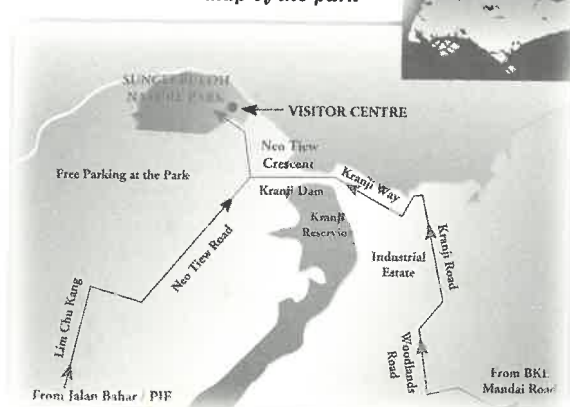 of the park
SUNGEI BULOH
NATURE PARK
VISITOR CENTRE
Neo Tiew
Crescent
Free Parking at the Park
Kranji Dam
Kranji Way
Kranji
Reservio
Neo Tiew Road
Industrial
Estate
Kranji Road
Lim Chu Kang
Woodlands
Road
From Jalan Bahar / PIE
From BKE
Mandai Road